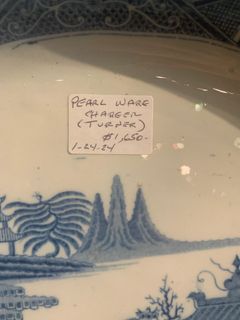 PEARL WARE
CHARGER
(TURNER)
$1,650.-
1-24-24